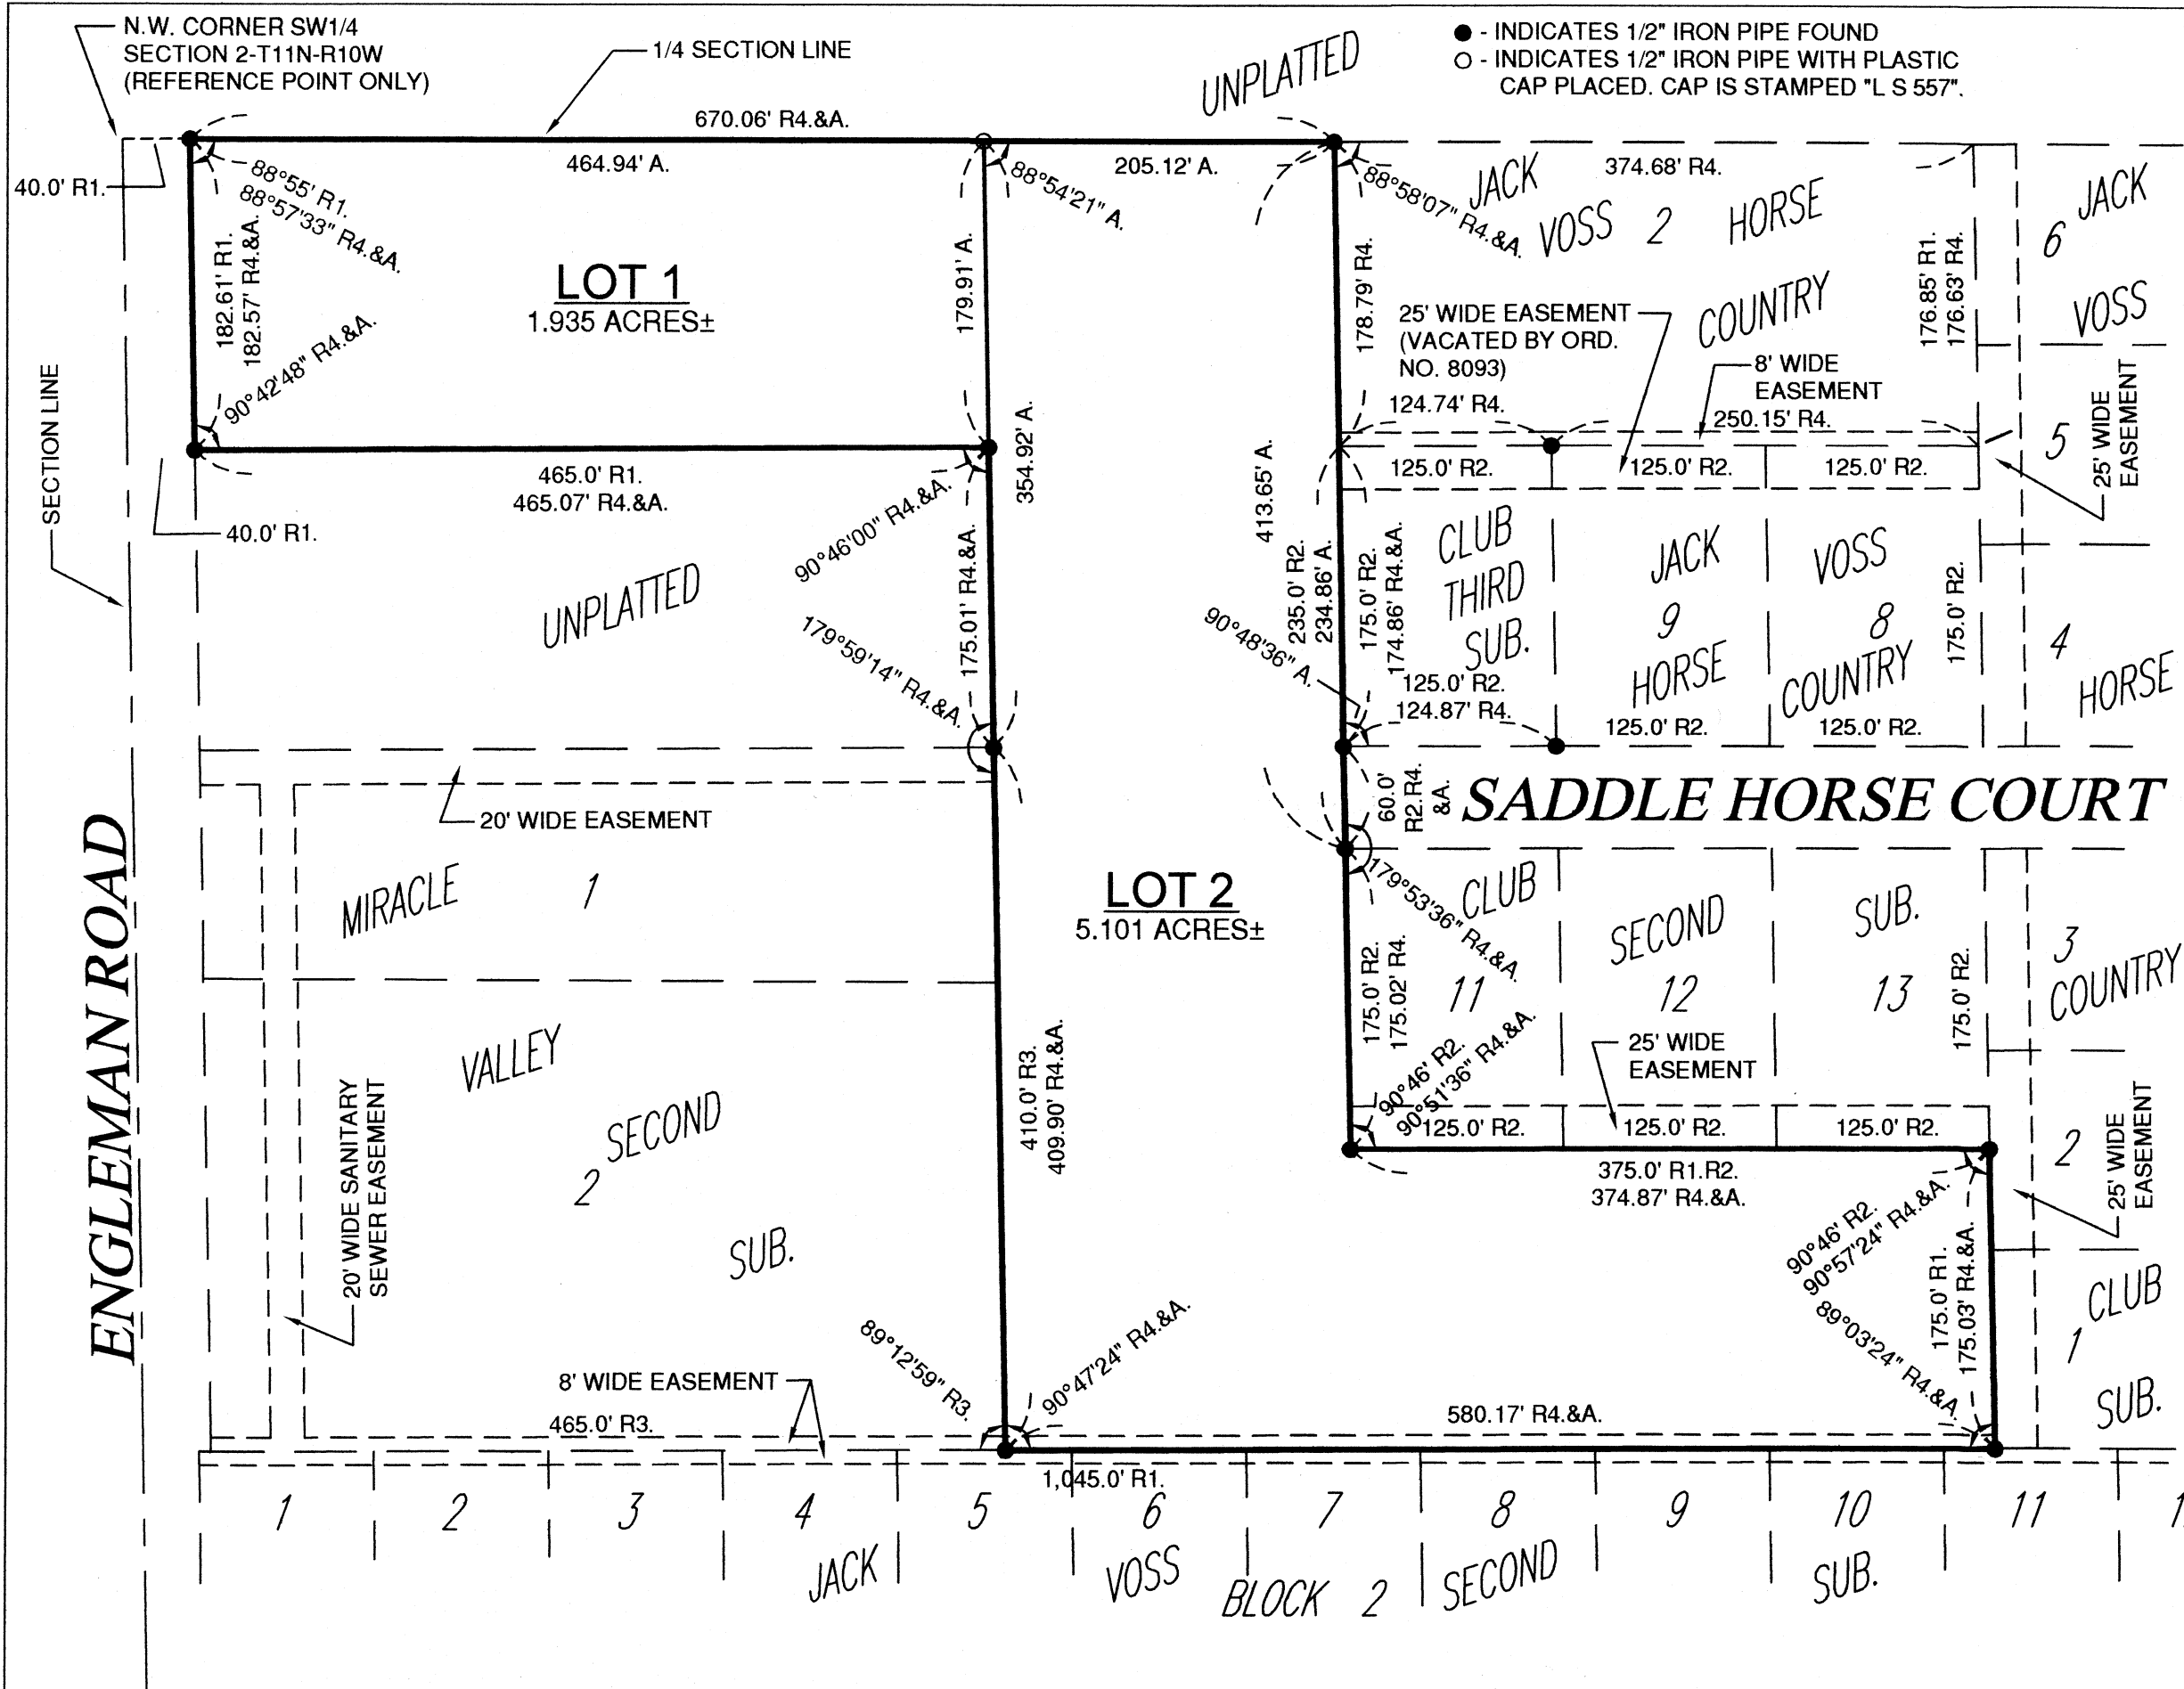 N.W. CORNER SW1/4
SECTION 2-T11N-R10W
(REFERENCE POINT ONLY)
1/4 SECTION LINE
UNPLATTED
● - INDICATES 1/2" IRON PIPE FOUND
○ - INDICATES 1/2" IRON PIPE WITH PLASTIC
CAP PLACED. CAP IS STAMPED "L S 557".
670.06' R4.&A.
464.94' A.
205.12' A.
374.68' R4.
40.0' R1.
88°55' R1.
88°57'33" R4.&A.
88°54'21" A.
88°58'07" R4.&A.
182.61' R1.
182.57' R4.&A.
90°42'48" R4.&A.
LOT 1
1.935 ACRES±
179.91' A.
354.92' A.
178.79' R4.
413.65' A.
JACK
VOSS 2 HORSE
COUNTRY
176.85' R1.
176.63' R4.
6
JACK
VOSS
25' WIDE EASEMENT
(VACATED BY ORD.
NO. 8093)
8' WIDE
EASEMENT
124.74' R4.
250.15' R4.
125.0' R2.
125.0' R2.
125.0' R2.
5
25' WIDE
EASEMENT
SECTION LINE
465.0' R1.
465.07' R4.&A.
40.0' R1.
90°46'00" R4.&A.
175.01' R4.&A.
179°59'14" R4.&A.
UNPLATTED
235.0' R2.
234.86' A.
175.0' R2.
174.86' R4.&A.
90°48'36" A.
CLUB
THIRD
SUB.
125.0' R2.
124.87' R4.
JACK
9
HORSE
125.0' R2.
VOSS
8
COUNTRY
125.0' R2.
175.0' R2.
4
HORSE
20' WIDE EASEMENT
60.0'
R2.R4.
&A.
SADDLE HORSE COURT
ENGLEMAN ROAD
MIRACLE
1
LOT 2
5.101 ACRES±
179°53'36" R4.&A.
CLUB
11
SECOND
12
SUB.
13
175.0' R2.
175.02' R4.
175.0' R2.
3
COUNTRY
VALLEY
SECOND
2
SUB.
20' WIDE SANITARY
SEWER EASEMENT
410.0' R3.
409.90' R4.&A.
90°46' R2.
90°51'36" R4.&A.
25' WIDE
EASEMENT
125.0' R2.
125.0' R2.
125.0' R2.
375.0' R1.R2.
374.87' R4.&A.
2
25' WIDE
EASEMENT
90°46' R2.
90°57'24" R4.&A.
89°03'24" R4.&A.
175.0' R1.
175.03' R4.&A.
CLUB
1
SUB.
8' WIDE EASEMENT
465.0' R3.
89°12'59" R3.
90°47'24" R4.&A.
580.17' R4.&A.
1,045.0' R1.
1
2
3
4
5
6
7
8
9
10
11
JACK
VOSS
BLOCK 2
SECOND
SUB.